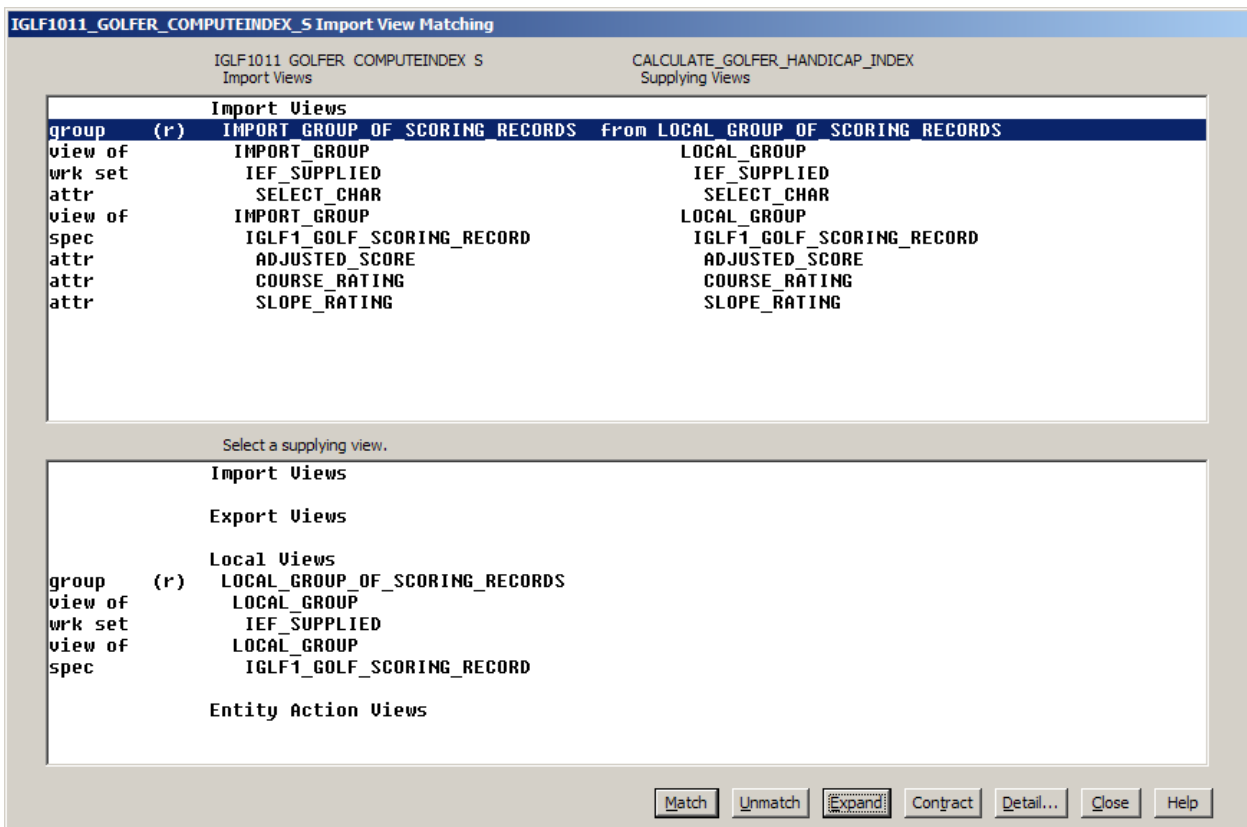 IGLF1011_GOLFER_COMPUTEINDEX_S Import View Matching
IGLF1011 GOLFER COMPUTEINDEX S CALCULATE_GOLFER_HANDICAP_INDEX
Import Views Supplying Views
Import Views
group (r) IMPORT_GROUP_OF_SCORING_RECORDS from LOCAL_GROUP_OF_SCORING_RECORDS
view of IMPORT_GROUP LOCAL_GROUP
wrk set IEF_SUPPLIED IEF_SUPPLIED
attr SELECT_CHAR SELECT_CHAR
view of IMPORT_GROUP LOCAL_GROUP
spec IGLF1_GOLF_SCORING_RECORD IGLF1_GOLF_SCORING_RECORD
attr ADJUSTED_SCORE ADJUSTED_SCORE
attr COURSE_RATING COURSE_RATING
attr SLOPE_RATING SLOPE_RATING
Select a supplying view.
Import Views
Export Views
Local Views
group (r) LOCAL_GROUP_OF_SCORING_RECORDS
view of LOCAL_GROUP
wrk set IEF_SUPPLIED
view of LOCAL_GROUP
spec IGLF1_GOLF_SCORING_RECORD
Entity Action Views
Match Unmatch Expand Contract Detail... Close Help